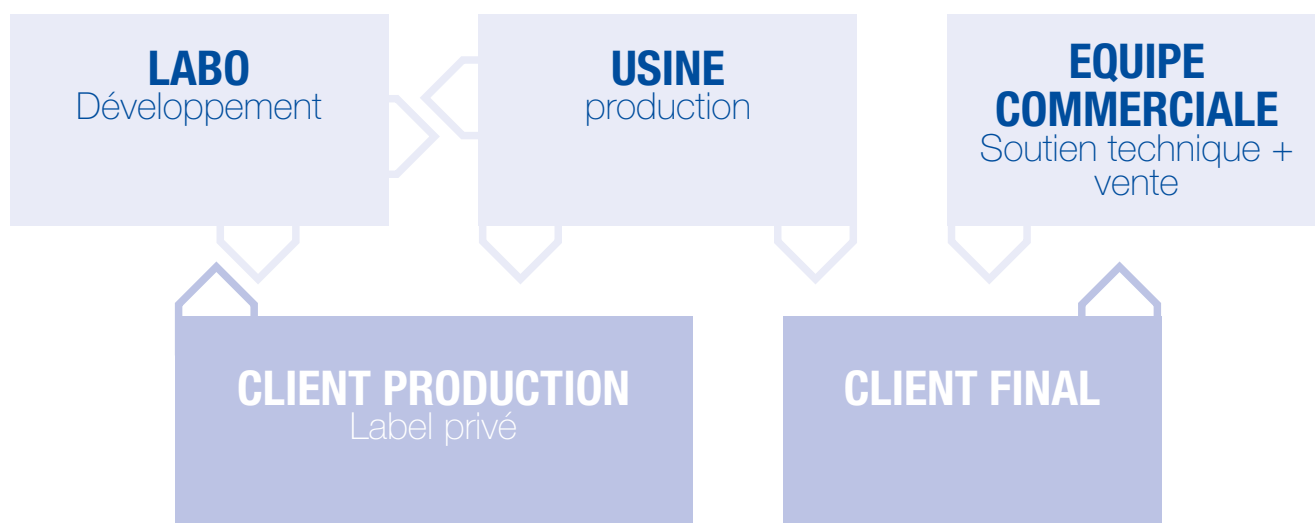 LABO
Développement
USINE
production
EQUIPE
COMMERCIALE
Soutien technique +
vente
CLIENT PRODUCTION
Label privé
CLIENT FINAL